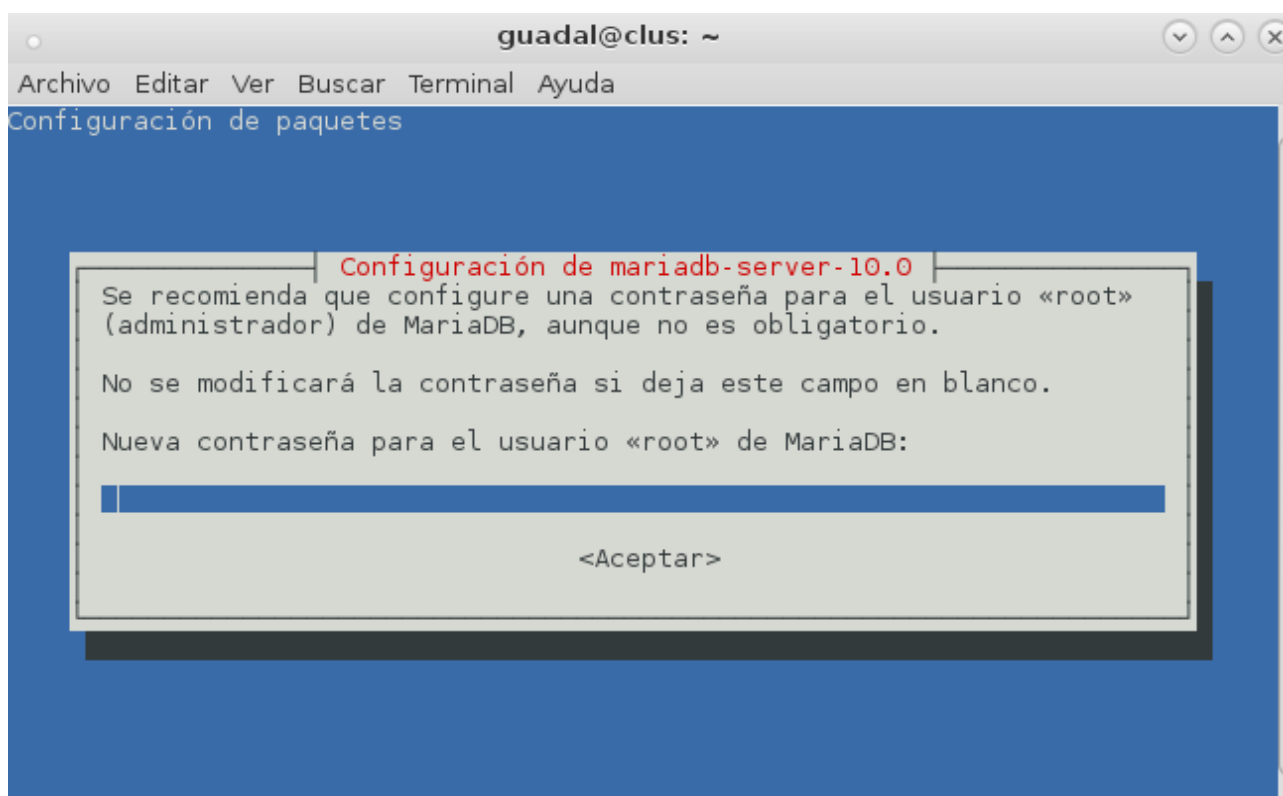 guadal@clus: ~
Archivo Editar Ver Buscar Terminal Ayuda
Configuración de paquetes
Configuración de mariadb-server-10.0
Se recomienda que configure una contraseña para el usuario «root»
(administrador) de MariaDB, aunque no es obligatorio.
No se modificará la contraseña si deja este campo en blanco.
Nueva contraseña para el usuario «root» de MariaDB:
<Aceptar>